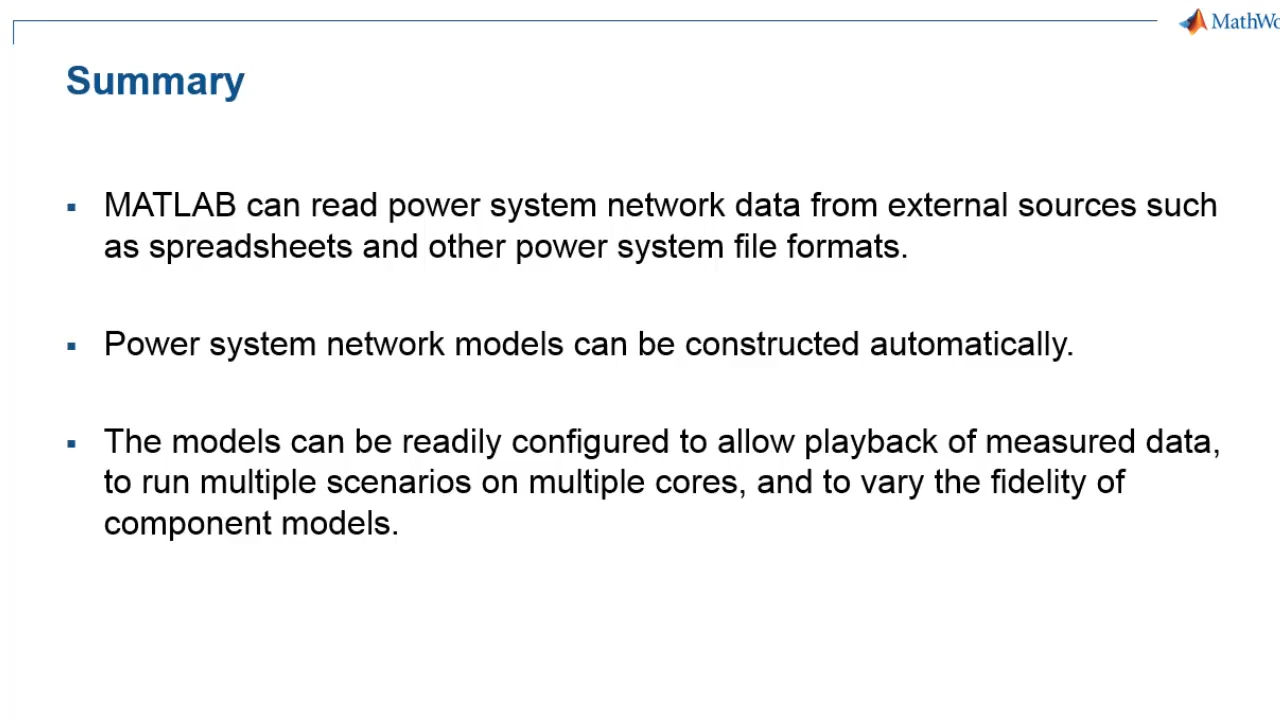 MathWo
Summary
MATLAB can read power system network data from external sources such
as spreadsheets and other power system file formats.
Power system network models can be constructed automatically.
The models can be readily configured to allow playback of measured data,
to run multiple scenarios on multiple cores, and to vary the fidelity of
component models.